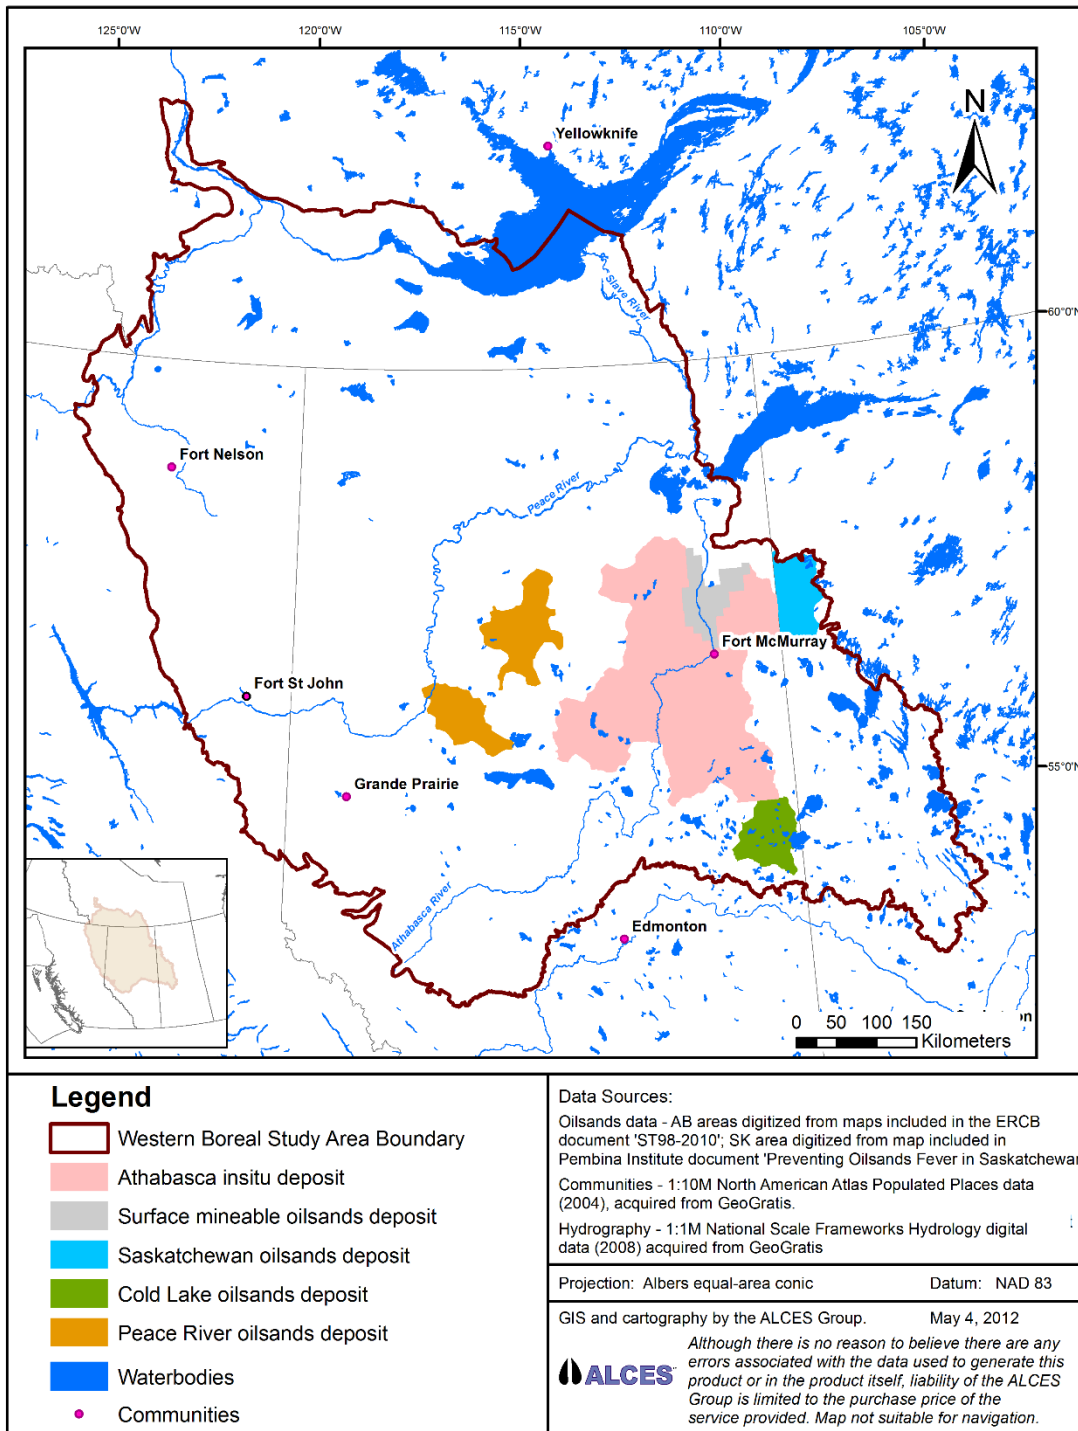 125°0'W 120°0'W 115°0'W 110°0'W 105°0'W
N
Yellowknife
Slave River
60°0'N
Fort Nelson
Peace River
Fort McMurray
Fort St John
55°0'N
Grande Prairie
Athabasca River
Edmonton
0 50 100 150
Kilometers
Legend
Western Boreal Study Area Boundary
Athabasca insitu deposit
Surface mineable oilsands deposit
Saskatchewan oilsands deposit
Cold Lake oilsands deposit
Peace River oilsands deposit
Waterbodies
Communities
Data Sources:
Oilsands data - AB areas digitized from maps included in the ERCB
document 'ST98-2010'; SK area digitized from map included in
Pembina Institute document 'Preventing Oilsands Fever in Saskatchewan
Communities - 1:10M North American Atlas Populated Places data
(2004), acquired from GeoGratis.
Hydrography - 1:1M National Scale Frameworks Hydrology digital
data (2008) acquired from GeoGratis
Projection: Albers equal-area conic Datum: NAD 83
GIS and cartography by the ALCES Group. May 4, 2012
ALCES
Although there is no reason to believe there are any
errors associated with the data used to generate this
product or in the product itself, liability of the ALCES
Group is limited to the purchase price of the
service provided. Map not suitable for navigation.